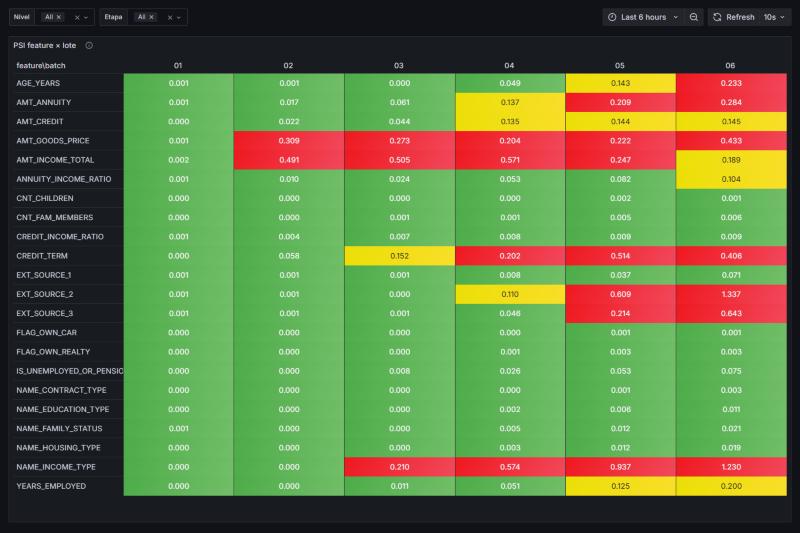 Nível All × × Etapa All × × Last 6 hours Refresh 10s
PSI feature × lote
feature\batch 01 02 03 04 05 06
AGE_YEARS 0.001 0.001 0.000 0.049 0.143 0.233
AMT_ANNUITY 0.001 0.017 0.061 0.137 0.209 0.284
AMT_CREDIT 0.000 0.022 0.044 0.135 0.144 0.145
AMT_GOODS_PRICE 0.001 0.309 0.273 0.204 0.222 0.433
AMT_INCOME_TOTAL 0.002 0.491 0.505 0.571 0.247 0.189
ANNUITY_INCOME_RATIO 0.001 0.010 0.024 0.053 0.082 0.104
CNT_CHILDREN 0.000 0.000 0.000 0.000 0.002 0.001
CNT_FAM_MEMBERS 0.000 0.000 0.001 0.001 0.005 0.006
CREDIT_INCOME_RATIO 0.001 0.004 0.007 0.008 0.009 0.009
CREDIT_TERM 0.000 0.058 0.152 0.202 0.514 0.406
EXT_SOURCE_1 0.001 0.001 0.001 0.008 0.037 0.071
EXT_SOURCE_2 0.001 0.001 0.000 0.110 0.609 1.337
EXT_SOURCE_3 0.001 0.001 0.001 0.046 0.214 0.643
FLAG_OWN_CAR 0.000 0.000 0.000 0.000 0.001 0.001
FLAG_OWN_REALTY 0.000 0.000 0.000 0.001 0.003 0.003
IS_UNEMPLOYED_OR_PENSIO 0.000 0.000 0.008 0.026 0.053 0.075
NAME_CONTRACT_TYPE 0.000 0.000 0.000 0.000 0.001 0.003
NAME_EDUCATION_TYPE 0.000 0.000 0.000 0.002 0.006 0.011
NAME_FAMILY_STATUS 0.001 0.000 0.000 0.005 0.012 0.021
NAME_HOUSING_TYPE 0.000 0.000 0.000 0.003 0.012 0.019
NAME_INCOME_TYPE 0.000 0.000 0.210 0.574 0.937 1.230
YEARS_EMPLOYED 0.000 0.000 0.011 0.051 0.125 0.200